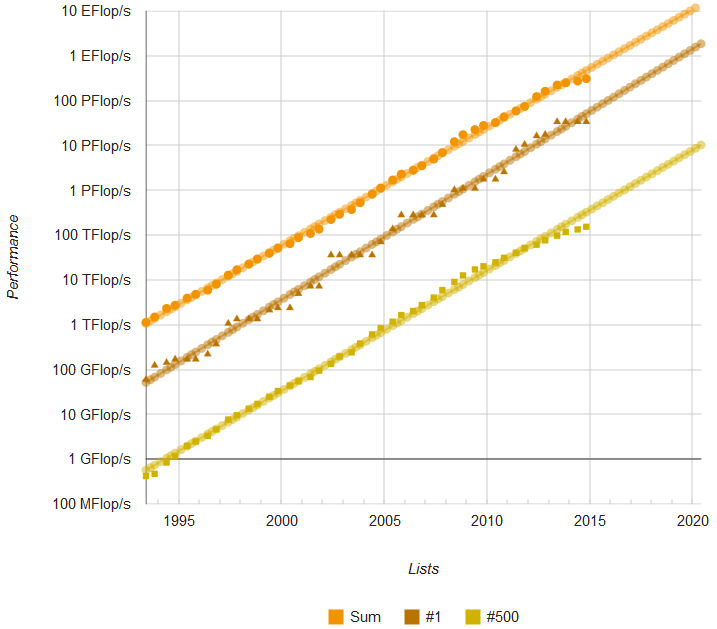 10 EFlop/s
1 EFlop/s
100 PFlop/s
10 PFlop/s
1 PFlop/s
100 TFlop/s
10 TFlop/s
1 TFlop/s
100 GFlop/s
10 GFlop/s
1 GFlop/s
100 MFlop/s
Performance
1995 2000 2005 2010 2015 2020
Lists
Sum #1 #500